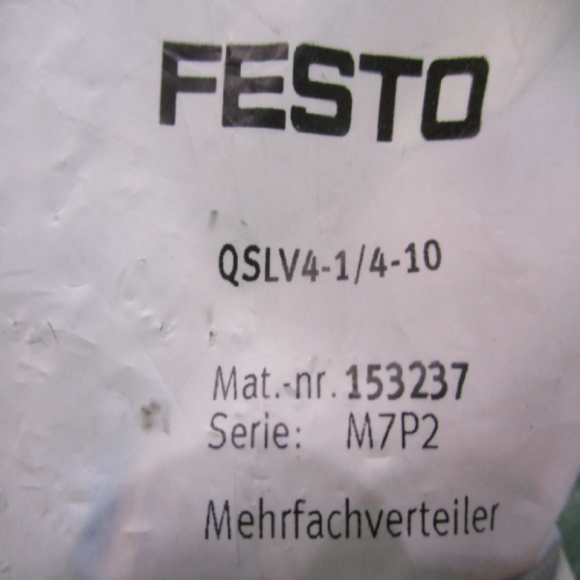 FESTO
QSLV4-1/4-10
Mat.-nr. 153237
Serie: M7P2
Mehrfachverteiler